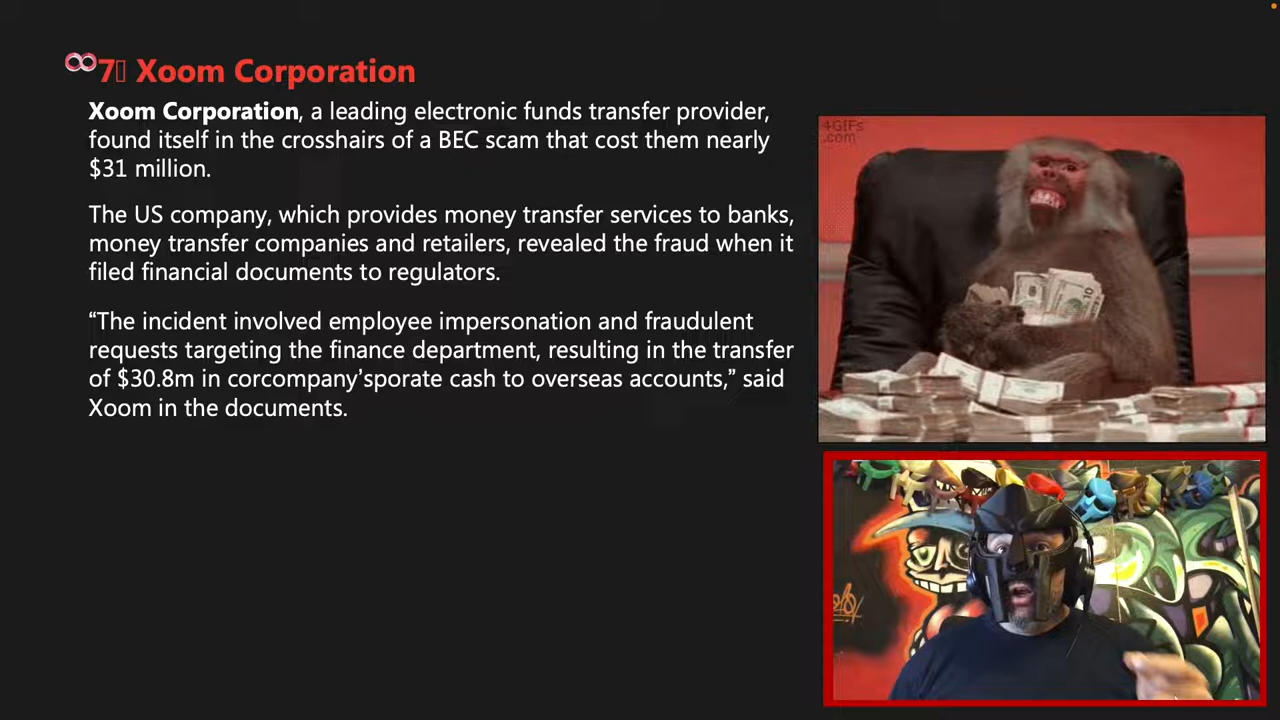 7 Xoom Corporation
Xoom Corporation, a leading electronic funds transfer provider,
found itself in the crosshairs of a BEC scam that cost them nearly
$31 million.
The US company, which provides money transfer services to banks,
money transfer companies and retailers, revealed the fraud when it
filed financial documents to regulators.
“The incident involved employee impersonation and fraudulent
requests targeting the finance department, resulting in the transfer
of $30.8m in corcompany’sporate cash to overseas accounts,” said
Xoom in the documents.
4GIFs
.com